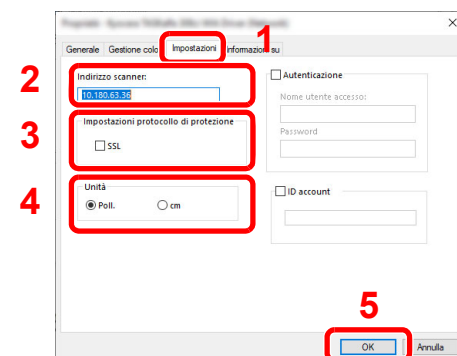 1
Generale Gestione colo Impostazioni Informazioni su
2
Indirizzo scanner:
10.180.63.36
Autenticazione
Nome utente accesso:
3
Impostazioni protocollo di protezione
SSL
Password
4
Unità
Poll. cm
ID account
5
OK Annulla